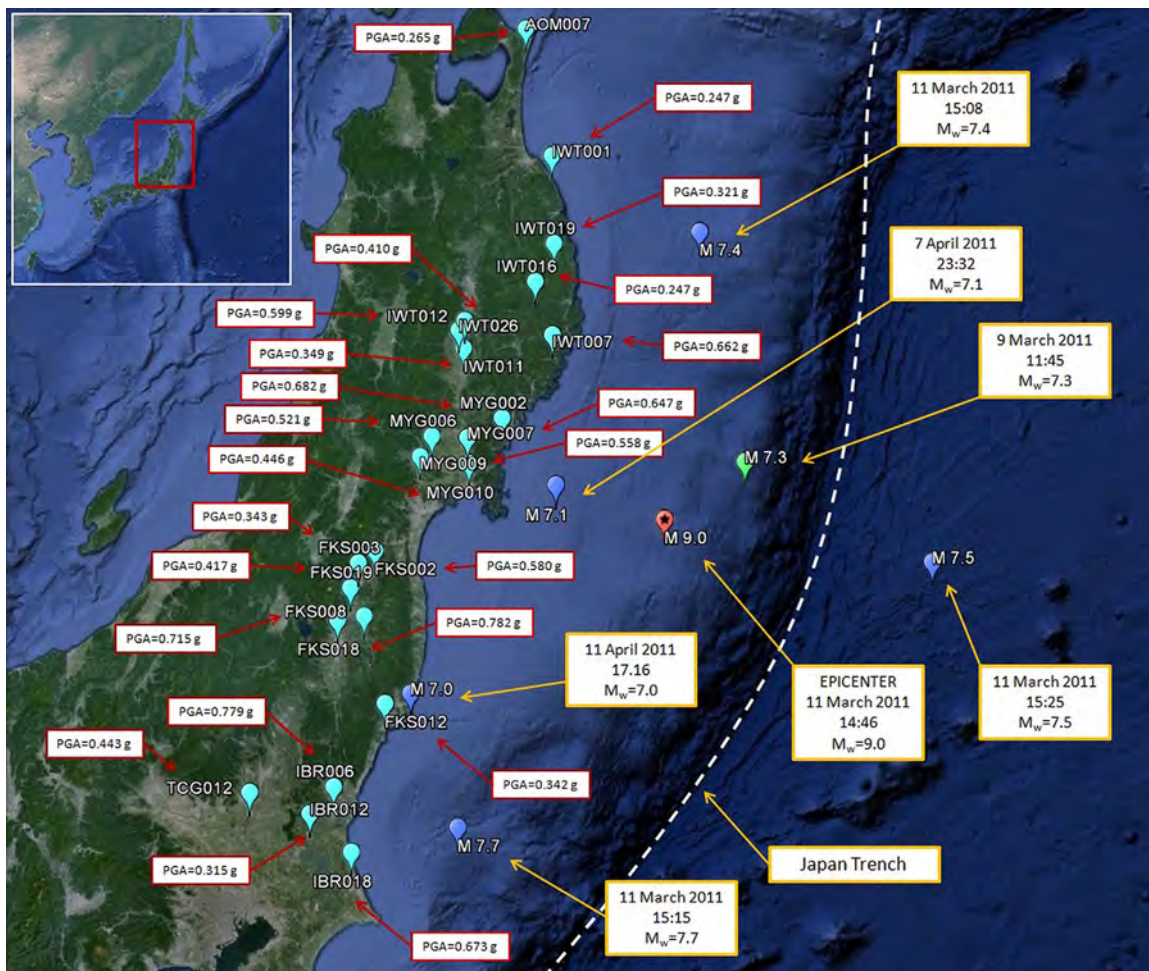 AOM007
PGA=0.265 g
11 March 2011
15:08
Mw=7.4
PGA=0.247 g
IWT001
PGA=0.321 g
IWT019
M 7.4
7 April 2011
23:32
Mw=7.1
PGA=0.410 g
IWT016
PGA=0.247 g
PGA=0.599 g
IWT012
IWT026
IWT007
PGA=0.662 g
9 March 2011
11:45
Mw=7.3
PGA=0.349 g
IWT011
PGA=0.682 g
MYG002
PGA=0.647 g
PGA=0.521 g
MYG006
MYG007
PGA=0.558 g
PGA=0.446 g
MYG009
M 7.3
MYG010
M 7.1
PGA=0.343 g
M 9.0
FKS003
PGA=0.417 g
FKS019
FKS002
PGA=0.580 g
M 7.5
FKS008
PGA=0.715 g
PGA=0.782 g
FKS018
11 April 2011
17.16
Mw=7.0
EPICENTER
11 March 2011
14:46
Mw=9.0
11 March 2011
15:25
Mw=7.5
M 7.0
PGA=0.779 g
FKS012
PGA=0.443 g
IBR006
PGA=0.342 g
TCG012
IBR012
M 7.7
PGA=0.315 g
IBR018
Japan Trench
11 March 2011
15:15
Mw=7.7
PGA=0.673 g